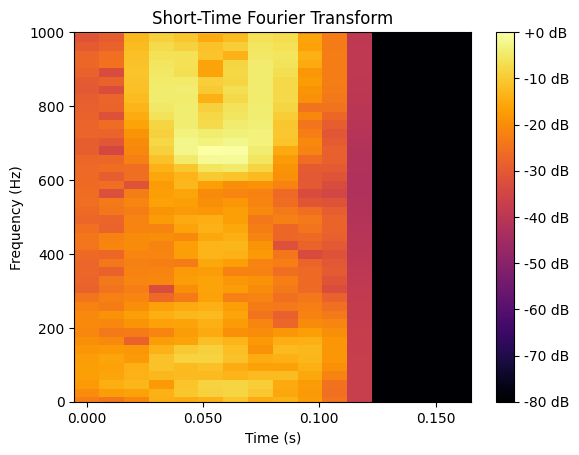 Short-Time Fourier Transform
1000
800
600
400
200
0
Frequency (Hz)
0.000
0.050
0.100
0.150
Time (s)
+0 dB
-10 dB
-20 dB
-30 dB
-40 dB
-50 dB
-60 dB
-70 dB
-80 dB